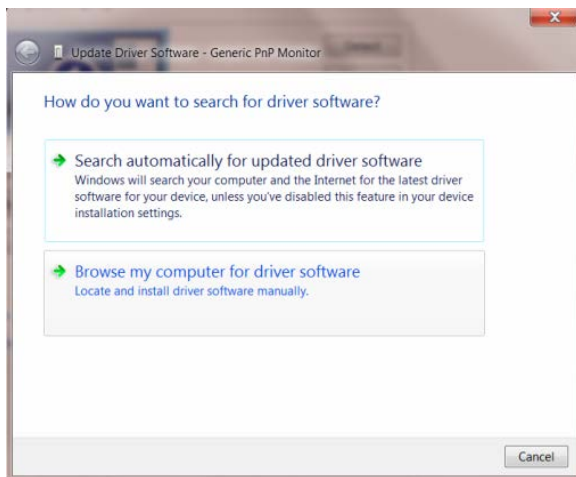 Update Driver Software - Generic PnP Monitor
How do you want to search for driver software?
Search automatically for updated driver software
Windows will search your computer and the Internet for the latest driver
software for your device, unless you've disabled this feature in your device
installation settings.
Browse my computer for driver software
Locate and install driver software manually.
Cancel